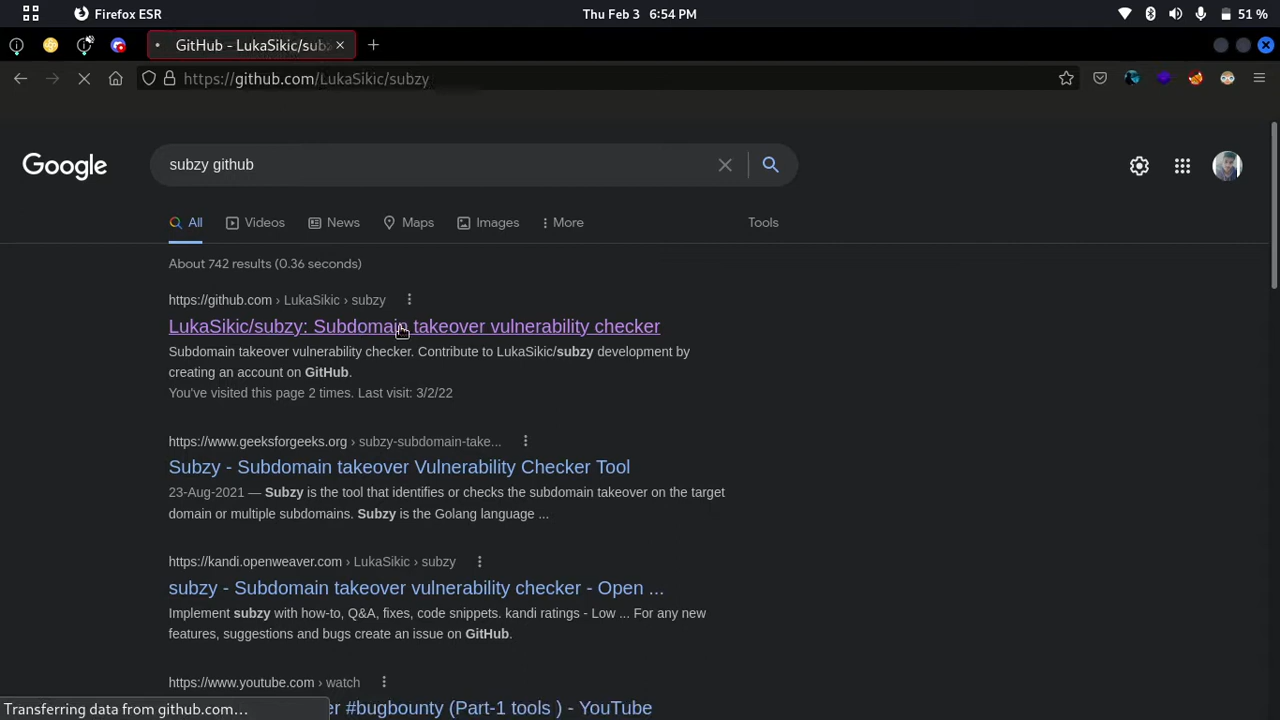 Firefox ESR
Thu Feb 3 6:54 PM
51 %
GitHub - LukaSikic/subz
https://github.com/LukaSikic/subzy
Google
subzy github
All
Videos
News
Maps
Images
More
Tools
About 742 results (0.36 seconds)
https://github.com › LukaSikic › subzy
LukaSikic/subzy: Subdomain takeover vulnerability checker
Subdomain takeover vulnerability checker. Contribute to LukaSikic/subzy development by
creating an account on GitHub.
You've visited this page 2 times. Last visit: 3/2/22
https://www.geeksforgeeks.org › subzy-subdomain-take...
Subzy - Subdomain takeover Vulnerability Checker Tool
23-Aug-2021 — Subzy is the tool that identifies or checks the subdomain takeover on the target
domain or multiple subdomains. Subzy is the Golang language ...
https://kandi.openweaver.com › LukaSikic › subzy
subzy - Subdomain takeover vulnerability checker - Open ...
Implement subzy with how-to, Q&A, fixes, code snippets. kandi ratings - Low ... For any new
features, suggestions and bugs create an issue on GitHub.
https://www.youtube.com › watch
er #bugbounty (Part-1 tools ) - YouTube
Transferring data from github.com…